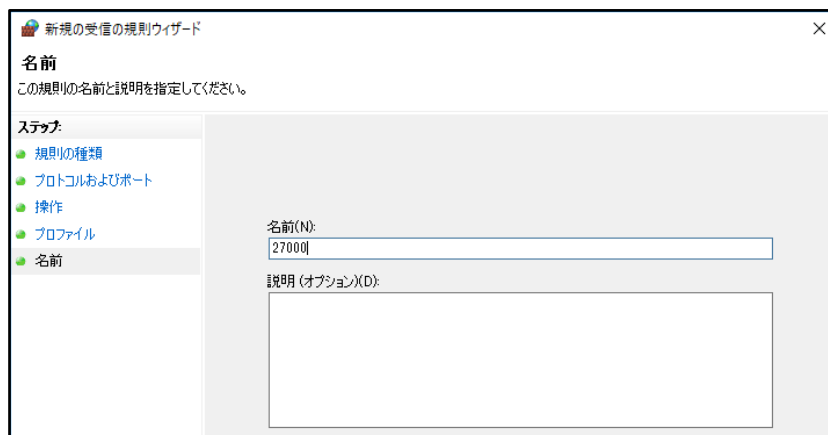 新規の受信の規則ウィザード
名前
この規則の名前と説明を指定してください。
ステップ:
規則の種類
プロトコルおよびポート
操作
プロファイル
名前
名前(N):
27000
説明 (オプション)(D):